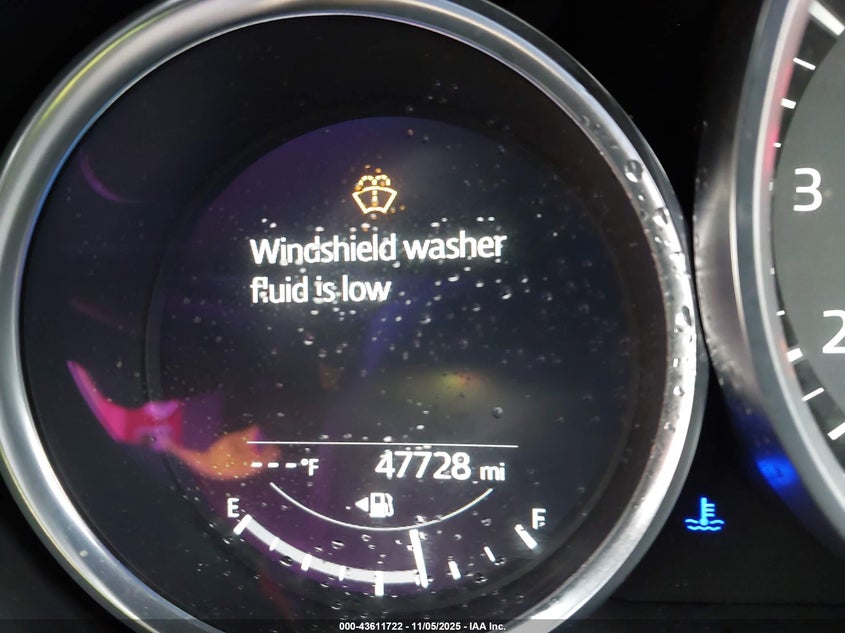 Windshield washer
fluid is low
---°F 47728 mi
E F
3
2
000-43611722 • 11/05/2025 • IAA Inc.